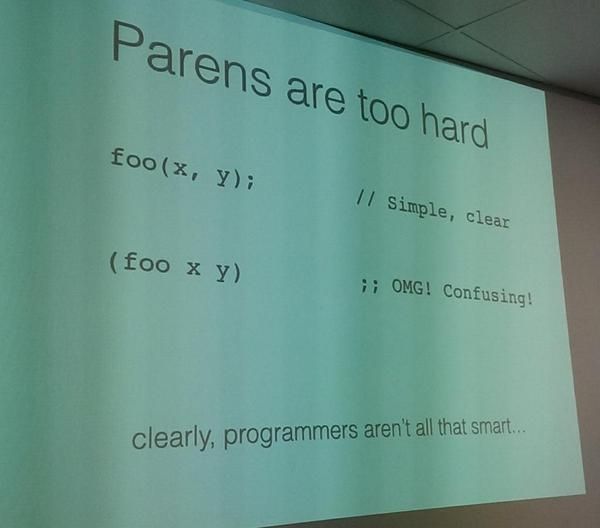 Parens are too hard
foo(x, y);
// Simple, clear
(foo x y)
;; OMG! Confusing!
clearly, programmers aren't all that smart...